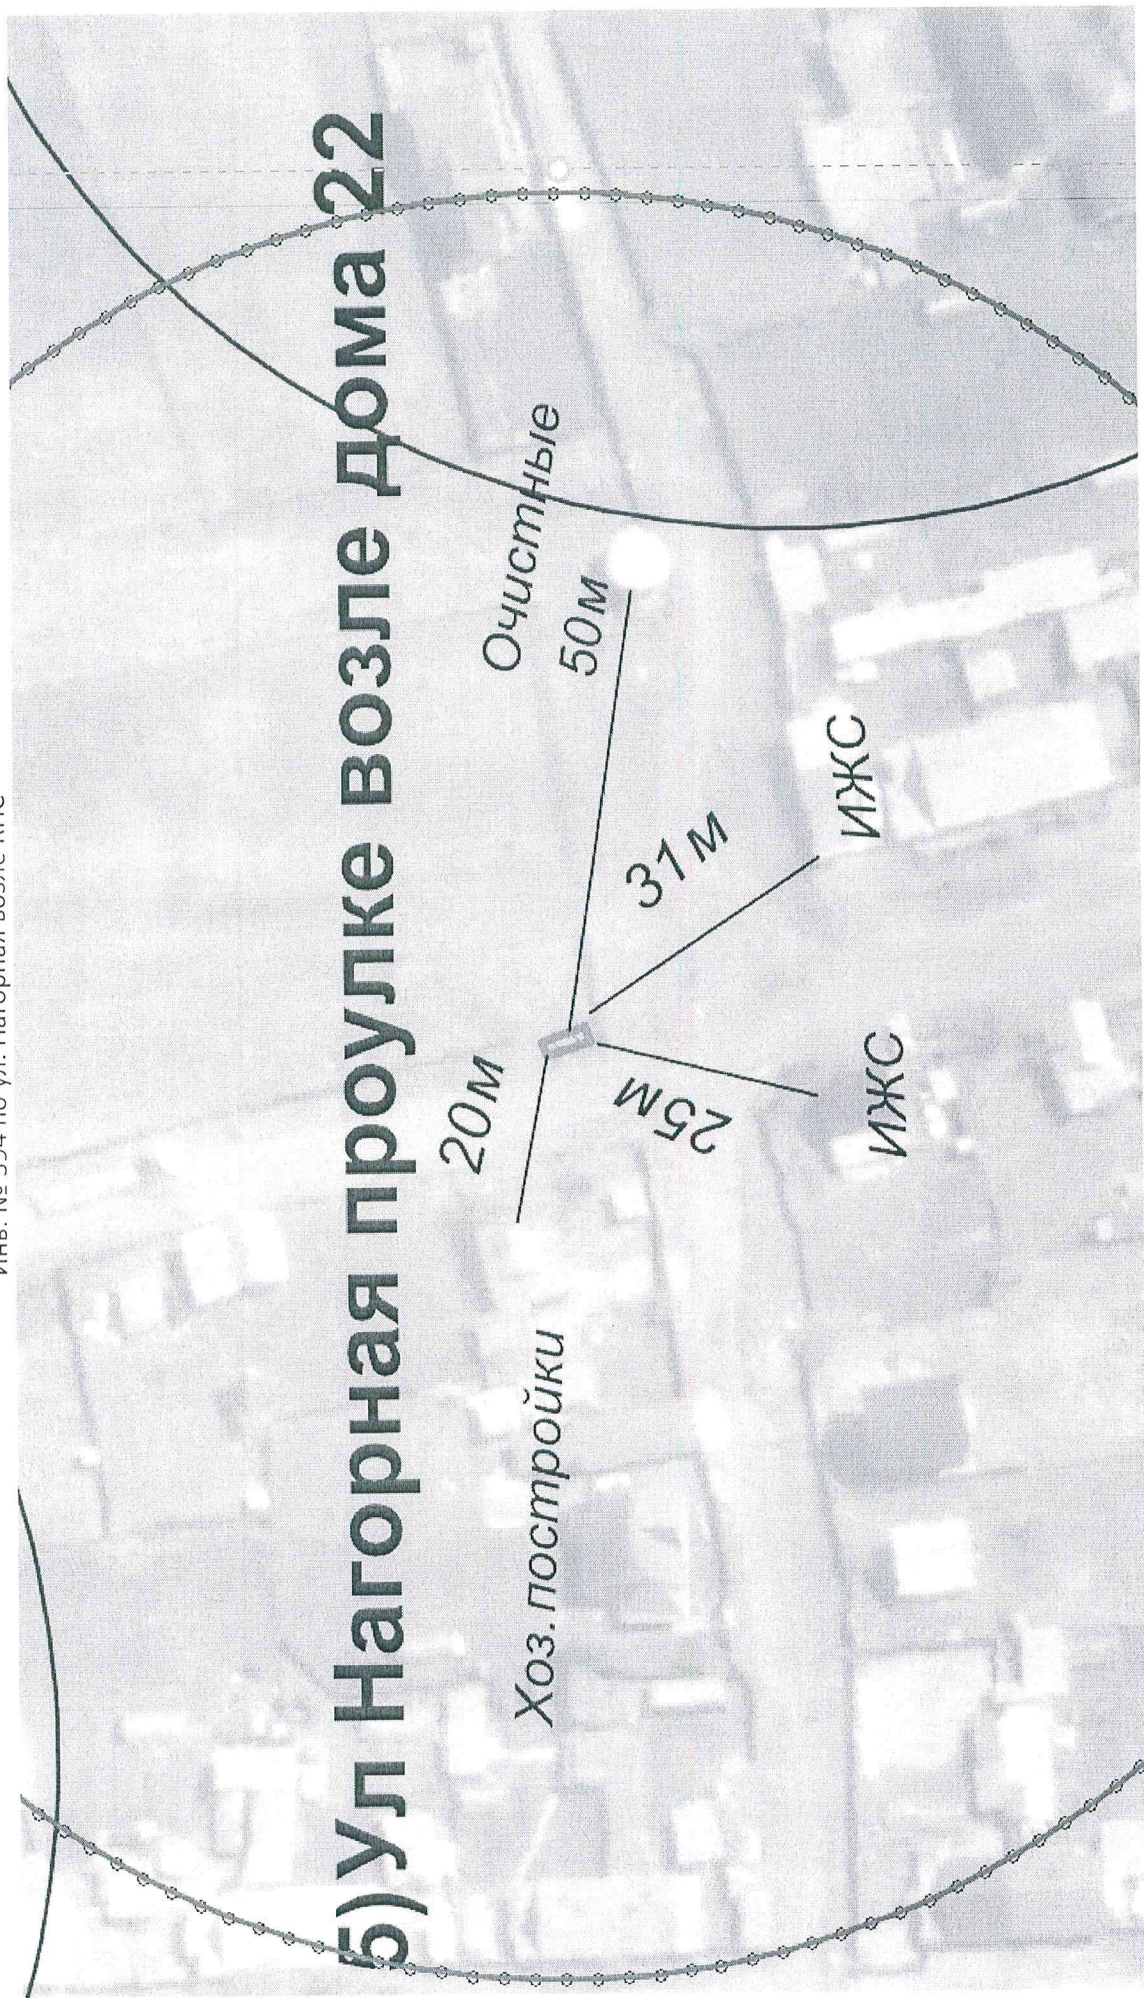 б)Ул Нагорная проулке возле дома 22
20м
Очистные
50м
31м
25м
Хоз. постройки
ИЖС
ИЖС